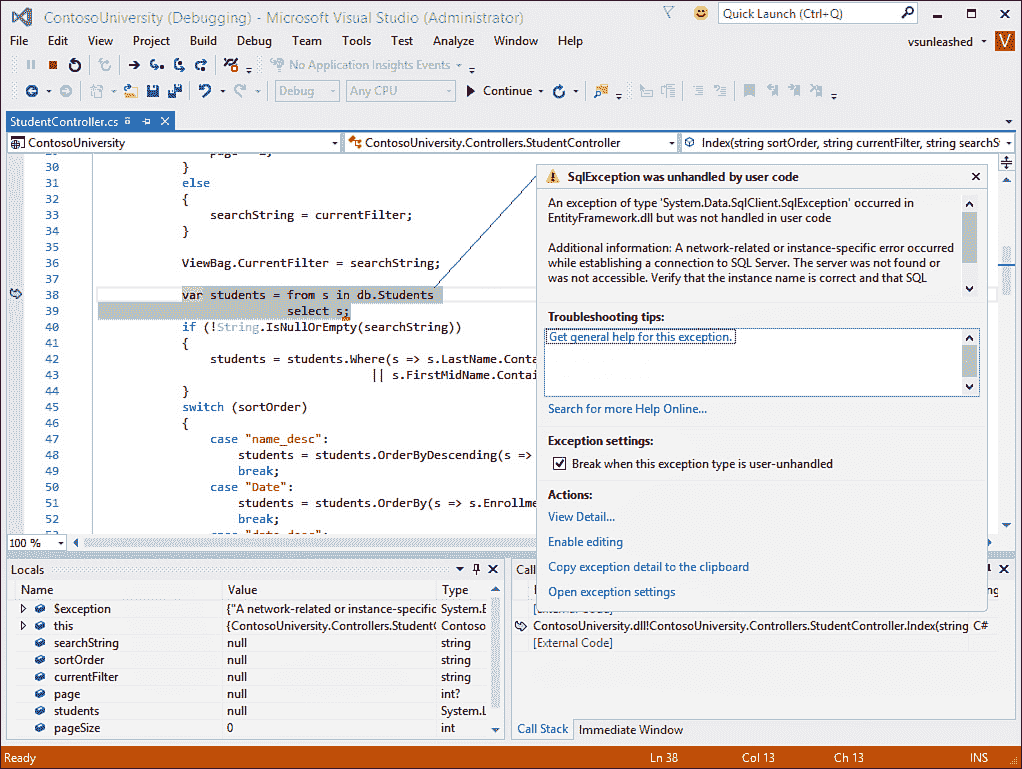 ContosoUniversity (Debugging) - Microsoft Visual Studio (Administrator)
Quick Launch (Ctrl+Q)
File Edit View Project Build Debug Team Tools Test Analyze Window Help
vsunleashed V
No Application Insights Events
Debug Any CPU Continue
StudentController.cs
ContosoUniversity ContosoUniversity.Controllers.StudentController Index(string sortOrder, string currentFilter, string searchS
30 }
31 else
32 {
33 searchString = currentFilter;
34 }
35
36 ViewBag.CurrentFilter = searchString;
37
38 var students = from s in db.Students
39 select s;
40 if (!String.IsNullOrEmpty(searchString))
41 {
42 students = students.Where(s => s.LastName.Conta
43 || s.FirstMidName.Contai
44 }
45 switch (sortOrder)
46 {
47 case "name_desc":
48 students = students.OrderByDescending(s =>
49 break;
50 case "Date":
51 students = students.OrderBy(s => s.Enrollme
52 break;
100 %
SqlException was unhandled by user code
An exception of type 'System.Data.SqlClient.SqlException' occurred in
EntityFramework.dll but was not handled in user code
Additional information: A network-related or instance-specific error occurred
while establishing a connection to SQL Server. The server was not found or
was not accessible. Verify that the instance name is correct and that SQL
Troubleshooting tips:
Get general help for this exception.
Search for more Help Online...
Exception settings:
Break when this exception type is user-unhandled
Actions:
View Detail...
Enable editing
Copy exception detail to the clipboard
Open exception settings
Locals
Name Value Type
$exception {"A network-related or instance-specific System.E
this {ContosoUniversity.Controllers.StudentC Contoso
searchString null string
sortOrder null string
currentFilter null string
page null int?
students null System.L
pageSize 0 int
Call
ContosoUniversity.dll!ContosoUniversity.Controllers.StudentController.Index(string C#
[External Code]
Call Stack Immediate Window
Ready Ln 38 Col 13 Ch 13 INS